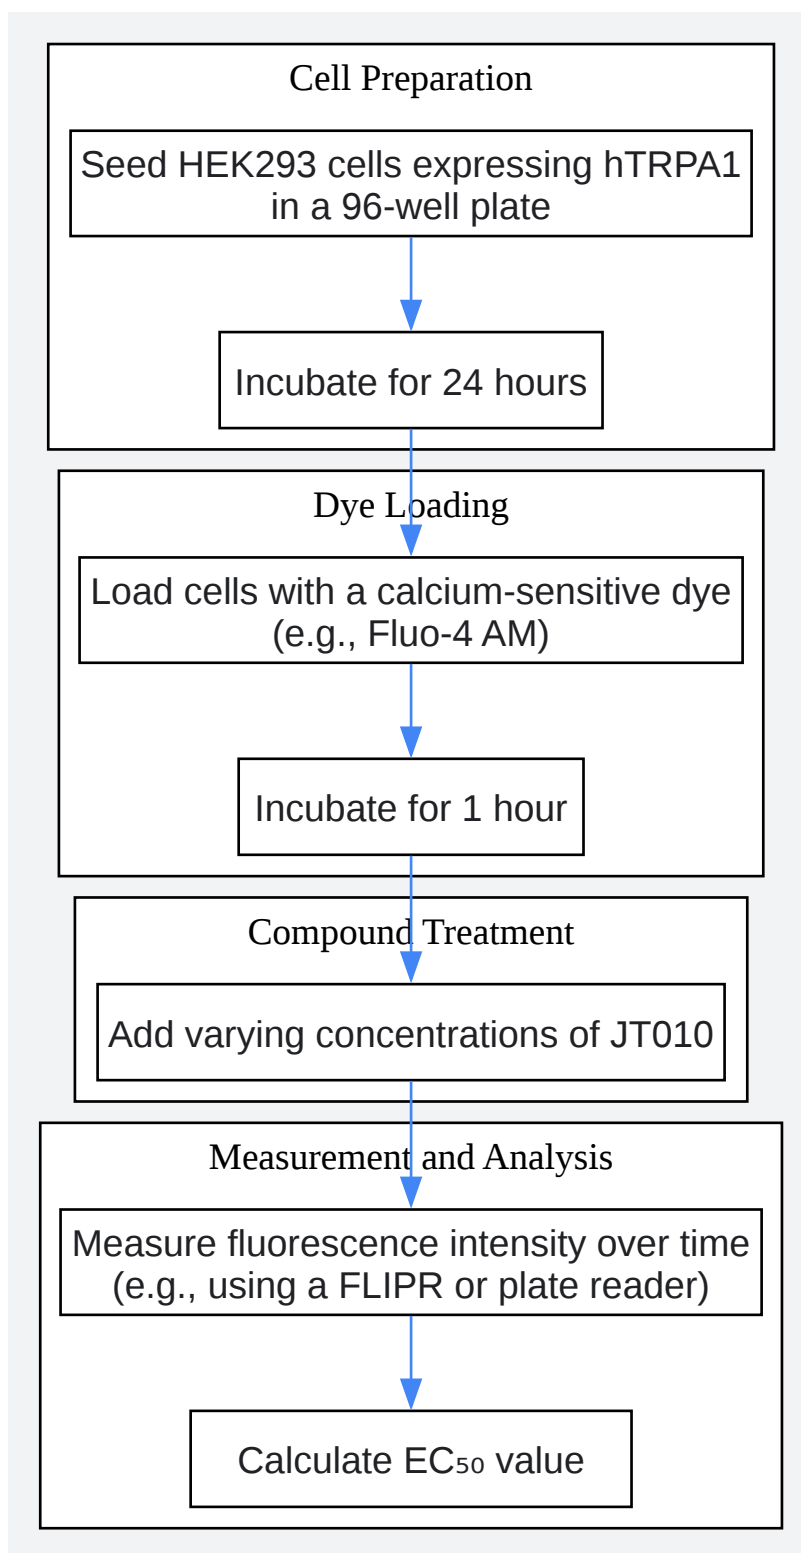 Cell Preparation
Seed HEK293 cells expressing hTRPA1
in a 96-well plate
Incubate for 24 hours
Dye Loading
Load cells with a calcium-sensitive dye
(e.g., Fluo-4 AM)
Incubate for 1 hour
Compound Treatment
Add varying concentrations of JT010
Measurement and Analysis
Measure fluorescence intensity over time
(e.g., using a FLIPR or plate reader)
Calculate EC₅₀ value